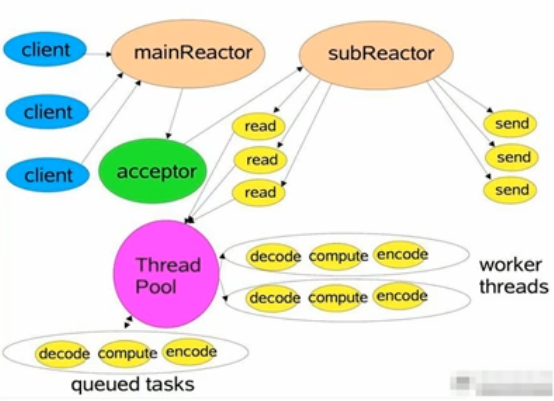 client
mainReactor
subReactor
client
client
acceptor
read
read
read
send
send
send
Thread
Pool
decode compute encode
decode compute encode
worker
threads
decode compute encode
queued tasks